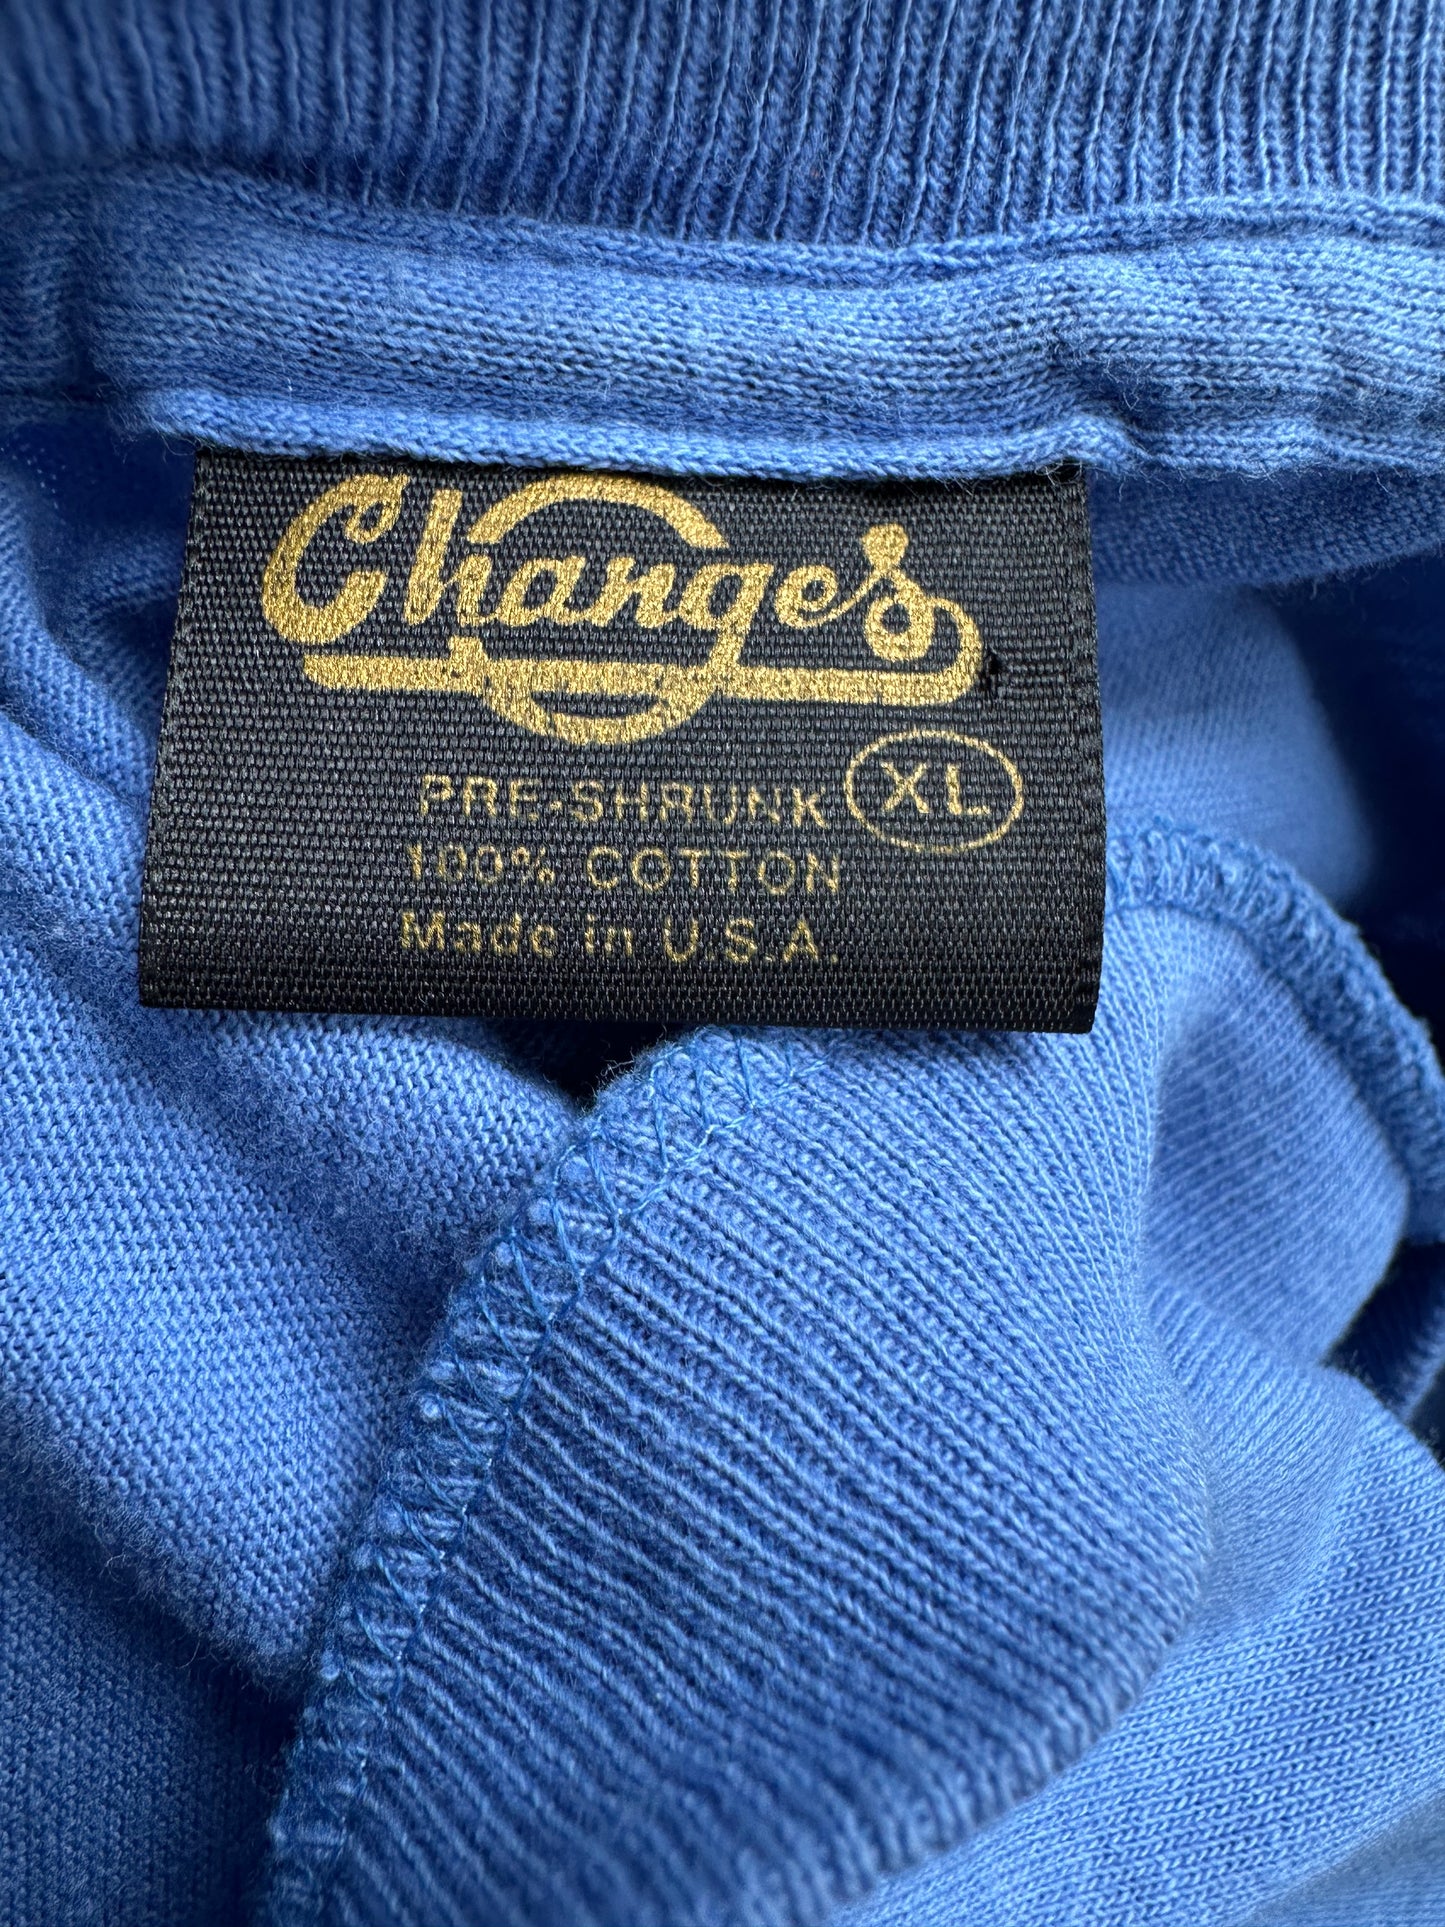 Changes
PRE-SHRUNK XL
100% COTTON
Made in U.S.A.